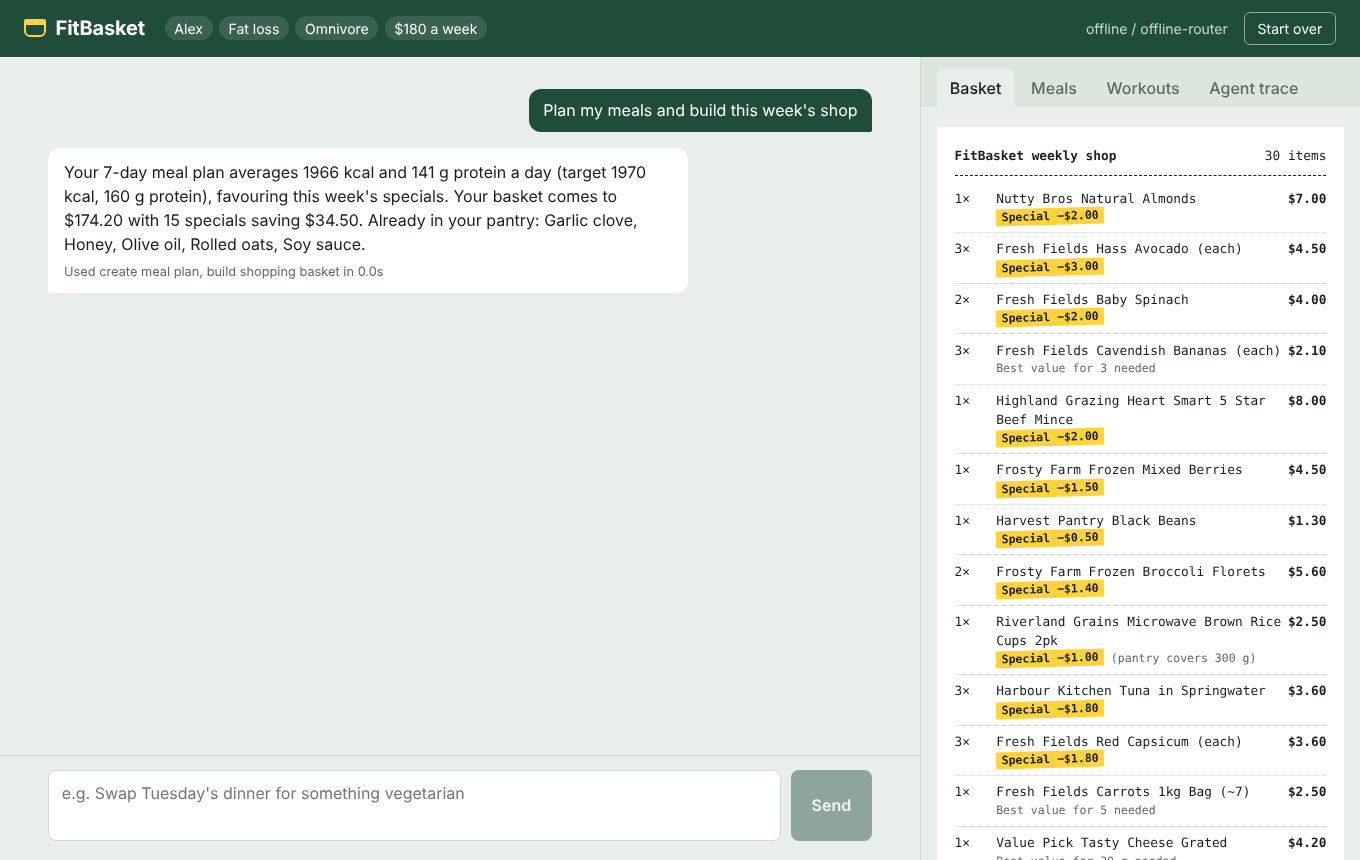 FitBasket
Alex
Fat loss
Omnivore
$180 a week
offline / offline-router
Start over
Plan my meals and build this week's shop
Your 7-day meal plan averages 1966 kcal and 141 g protein a day (target 1970
kcal, 160 g protein), favouring this week's specials. Your basket comes to
$174.20 with 15 specials saving $34.50. Already in your pantry: Garlic clove,
Honey, Olive oil, Rolled oats, Soy sauce.
Used create meal plan, build shopping basket in 0.0s
e.g. Swap Tuesday's dinner for something vegetarian
Send
Basket
Meals
Workouts
Agent trace
FitBasket weekly shop 30 items
1× Nutty Bros Natural Almonds $7.00
Special −$2.00
3× Fresh Fields Hass Avocado (each) $4.50
Special −$3.00
2× Fresh Fields Baby Spinach $4.00
Special −$2.00
3× Fresh Fields Cavendish Bananas (each) $2.10
Best value for 3 needed
1× Highland Grazing Heart Smart 5 Star $8.00
Beef Mince
Special −$2.00
1× Frosty Farm Frozen Mixed Berries $4.50
Special −$1.50
1× Harvest Pantry Black Beans $1.30
Special −$0.50
2× Frosty Farm Frozen Broccoli Florets $5.60
Special −$1.40
1× Riverland Grains Microwave Brown Rice $2.50
Cups 2pk
Special −$1.00 (pantry covers 300 g)
3× Harbour Kitchen Tuna in Springwater $3.60
Special −$1.80
3× Fresh Fields Red Capsicum (each) $3.60
Special −$1.80
1× Fresh Fields Carrots 1kg Bag (~7) $2.50
Best value for 5 needed
1× Value Pick Tasty Cheese Grated $4.20